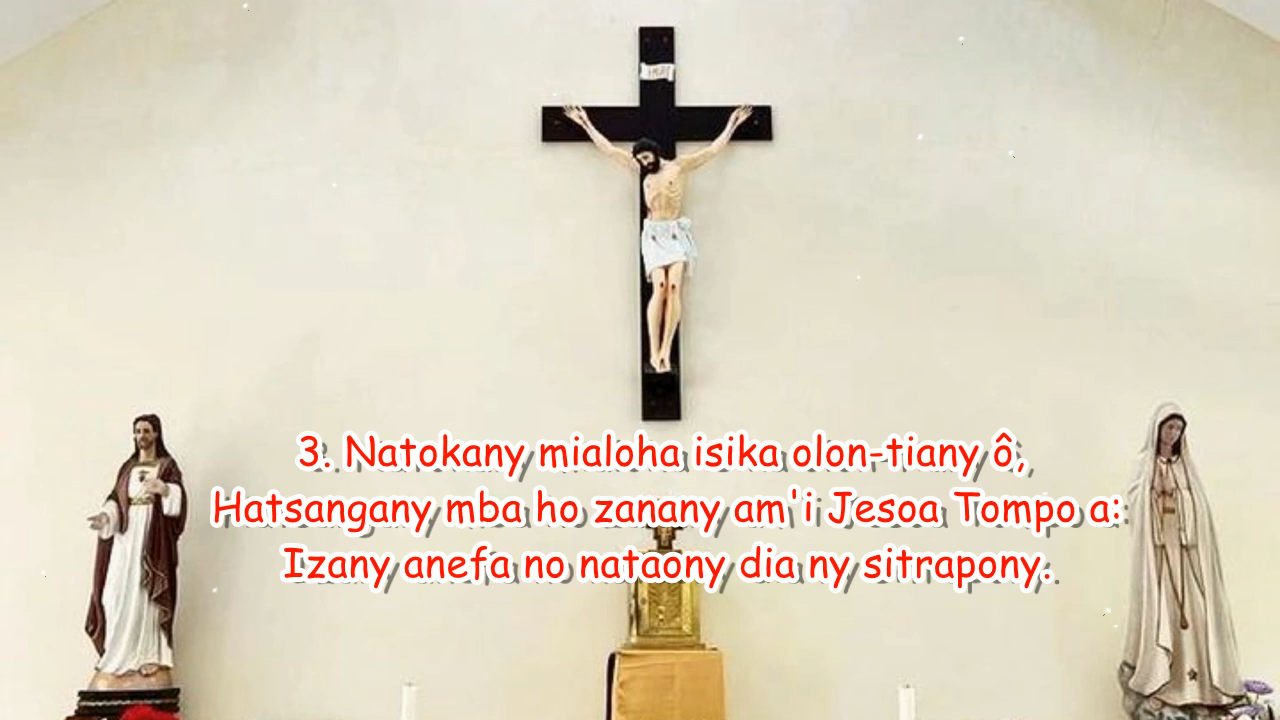 3. Natokany mialoha isika olon-tiany ô,
Hatsangany mba ho zanany am'i Jesoa Tompo a:
Izany anefa no nataony dia ny sitrapony.